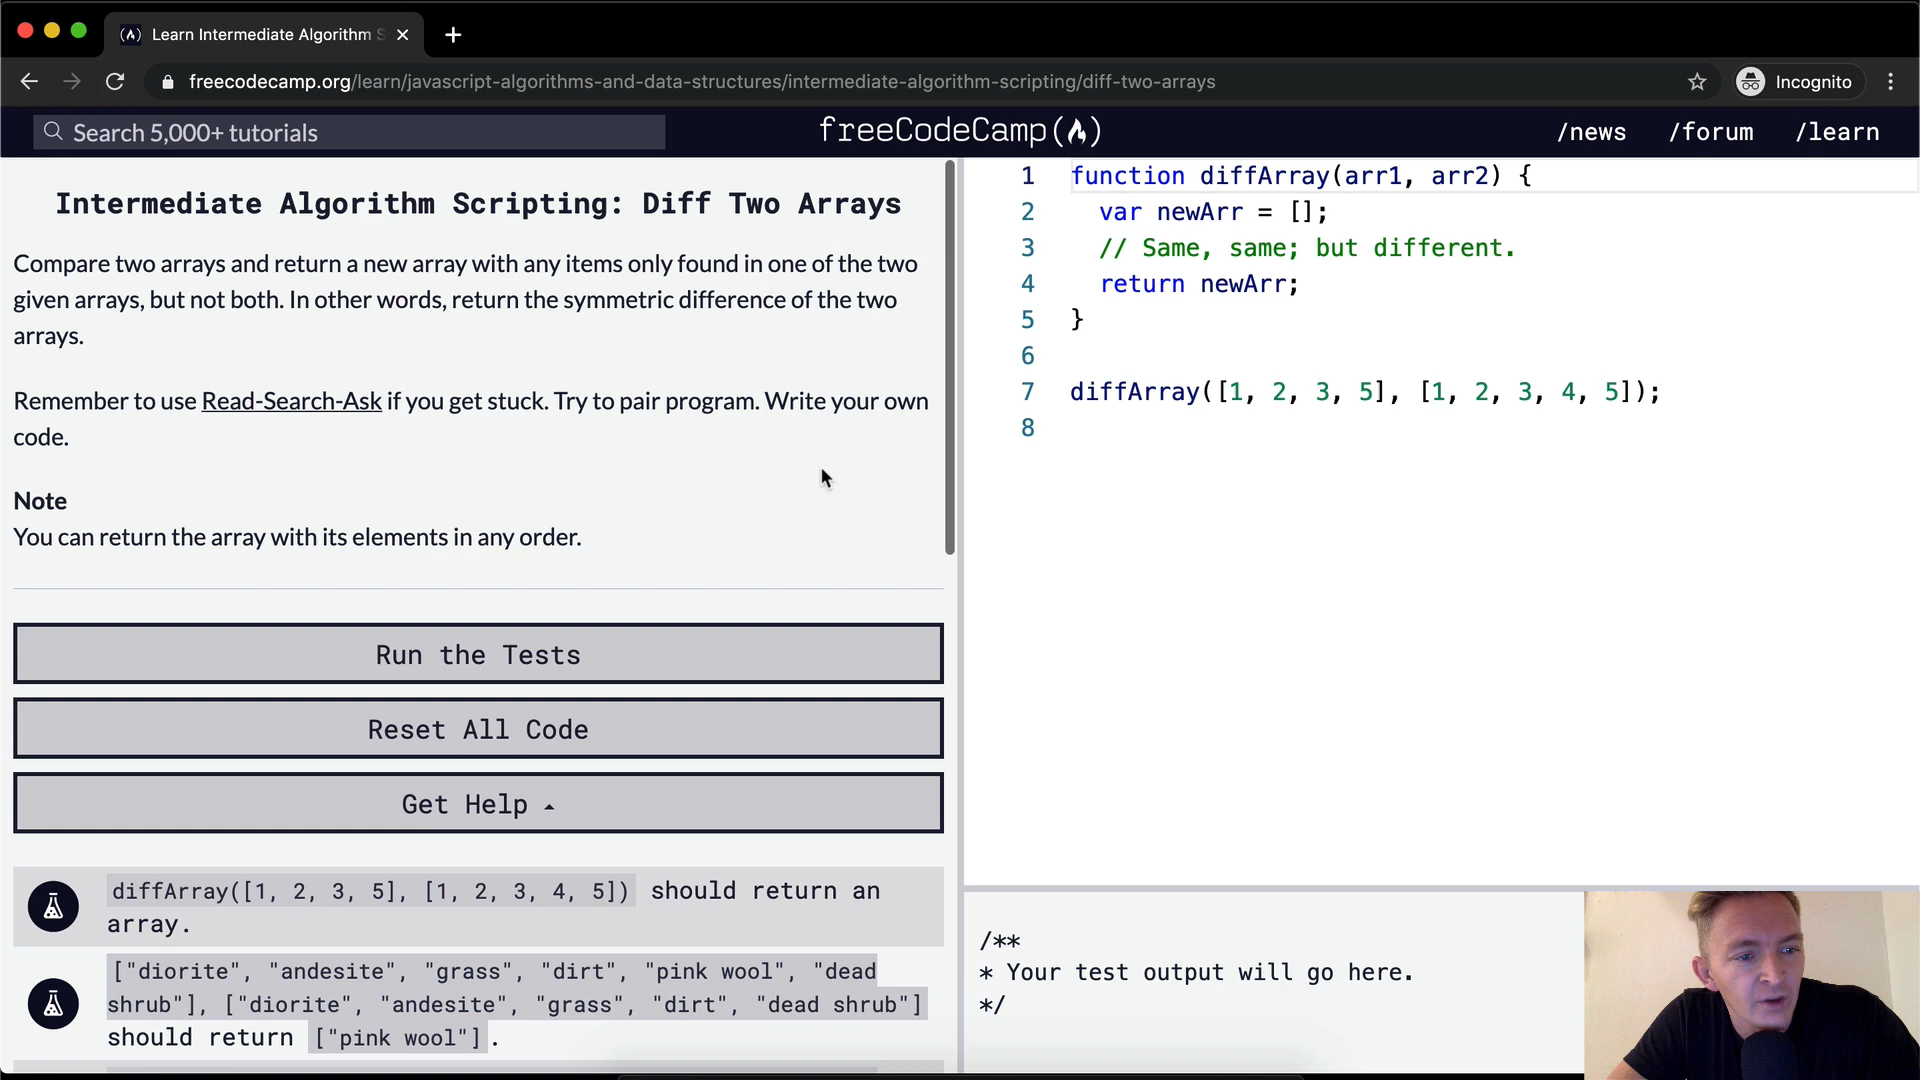 Learn Intermediate Algorithm S
freecodecamp.org/learn/javascript-algorithms-and-data-structures/intermediate-algorithm-scripting/diff-two-arrays
Incognito
Search 5,000+ tutorials
freeCodeCamp
/news /forum /learn
Intermediate Algorithm Scripting: Diff Two Arrays
Compare two arrays and return a new array with any items only found in one of the two
given arrays, but not both. In other words, return the symmetric difference of the two
arrays.
Remember to use Read-Search-Ask if you get stuck. Try to pair program. Write your own
code.
Note
You can return the array with its elements in any order.
Run the Tests
Reset All Code
Get Help
diffArray([1, 2, 3, 5], [1, 2, 3, 4, 5]) should return an
array.
["diorite", "andesite", "grass", "dirt", "pink wool", "dead
shrub"], ["diorite", "andesite", "grass", "dirt", "dead shrub"]
should return ["pink wool"].
1 function diffArray(arr1, arr2) {
2 var newArr = [];
3 // Same, same; but different.
4 return newArr;
5 }
6
7 diffArray([1, 2, 3, 5], [1, 2, 3, 4, 5]);
8
/**
* Your test output will go here.
*/